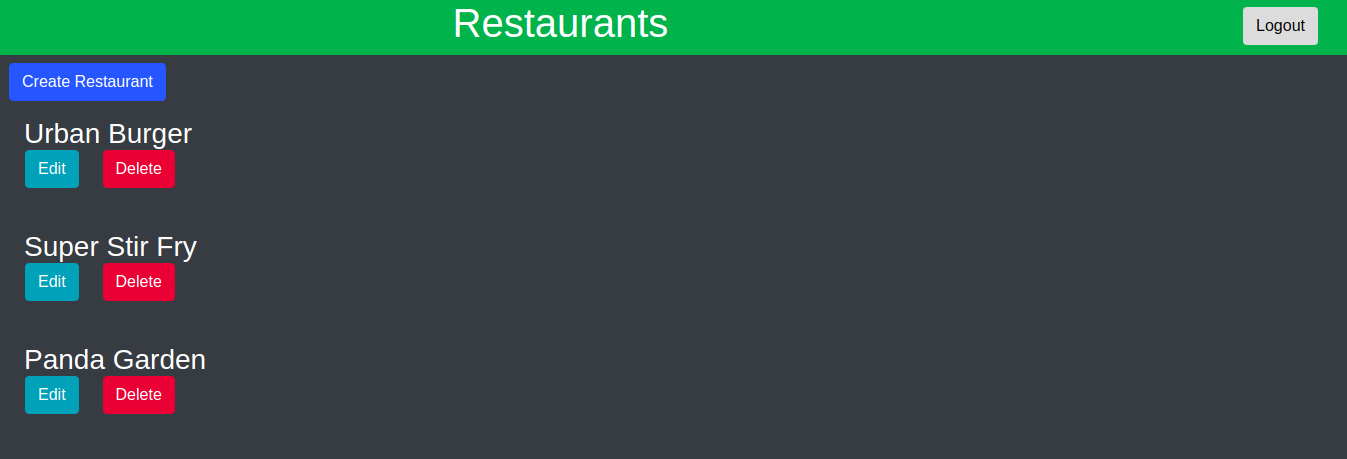 Restaurants
Logout
Create Restaurant
Urban Burger
Edit Delete
Super Stir Fry
Edit Delete
Panda Garden
Edit Delete